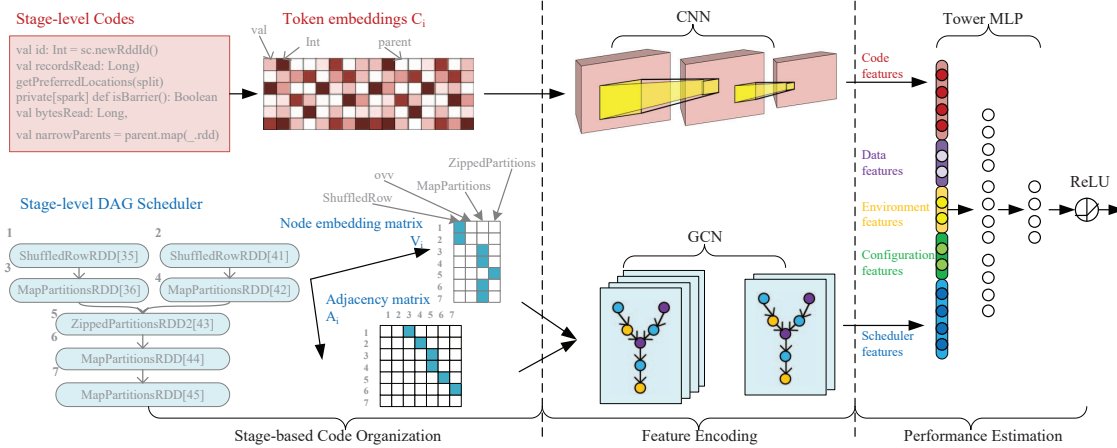 Stage-level Codes
val id: Int = sc.newRddId()
val recordsRead: Long)
getPreferredLocations(split)
private[spark] def isBarrier(): Boolean
val bytesRead: Long,
val narrowParents = parent.map(_.rdd)
Token embeddings Ci
val
Int
parent
CNN
Tower MLP
Code
features
Data
features
Environment
features
Configuration
features
Scheduler
features
ReLU
Stage-level DAG Scheduler
1
ShuffledRowRDD[35]
2
ShuffledRowRDD[41]
3
MapPartitionsRDD[36]
4
MapPartitionsRDD[42]
5
ZippedPartitionsRDD2[43]
6
MapPartitionsRDD[44]
7
MapPartitionsRDD[45]
ZippedPartitions
ovv
MapPartitions
ShuffledRow
Node embedding matrix
Vi
1
2
3
4
5
6
7
Adjacency matrix
Ai
1 2 3 4 5 6 7
1
2
3
4
5
6
7
GCN
Stage-based Code Organization
Feature Encoding
Performance Estimation